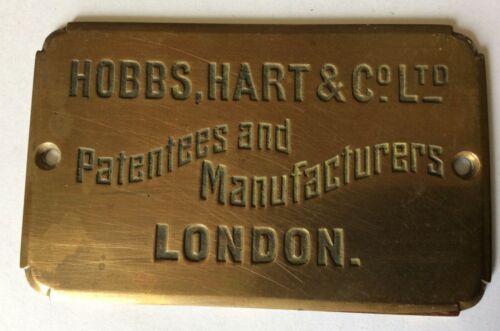 HOBBS, HART & Co. LTD
Patentees and
Manufacturers
LONDON.